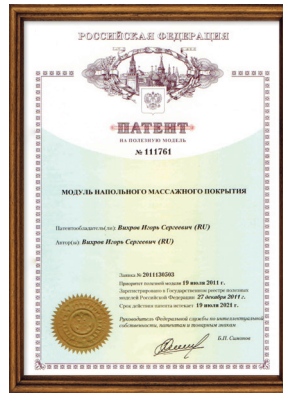 РОССИЙСКАЯ ФЕДЕРАЦИЯ
ПАТЕНТ
НА ПОЛЕЗНУЮ МОДЕЛЬ
№ 111761
МОДУЛЬ НАПОЛЬНОГО МАССАЖНОГО ПОКРЫТИЯ
Патентообладатель(ли): Вихров Игорь Сергеевич (RU)
Автор(ы): Вихров Игорь Сергеевич (RU)
Заявка № 2011130503
Приоритет полезной модели 19 июля 2011 г.
Зарегистрировано в Государственном реестре полезных
моделей Российской Федерации 27 декабря 2011 г.
Срок действия патента истекает 19 июля 2021 г.
Руководитель Федеральной службы по интеллектуальной
собственности, патентам и товарным знакам
Б.П. Симонов